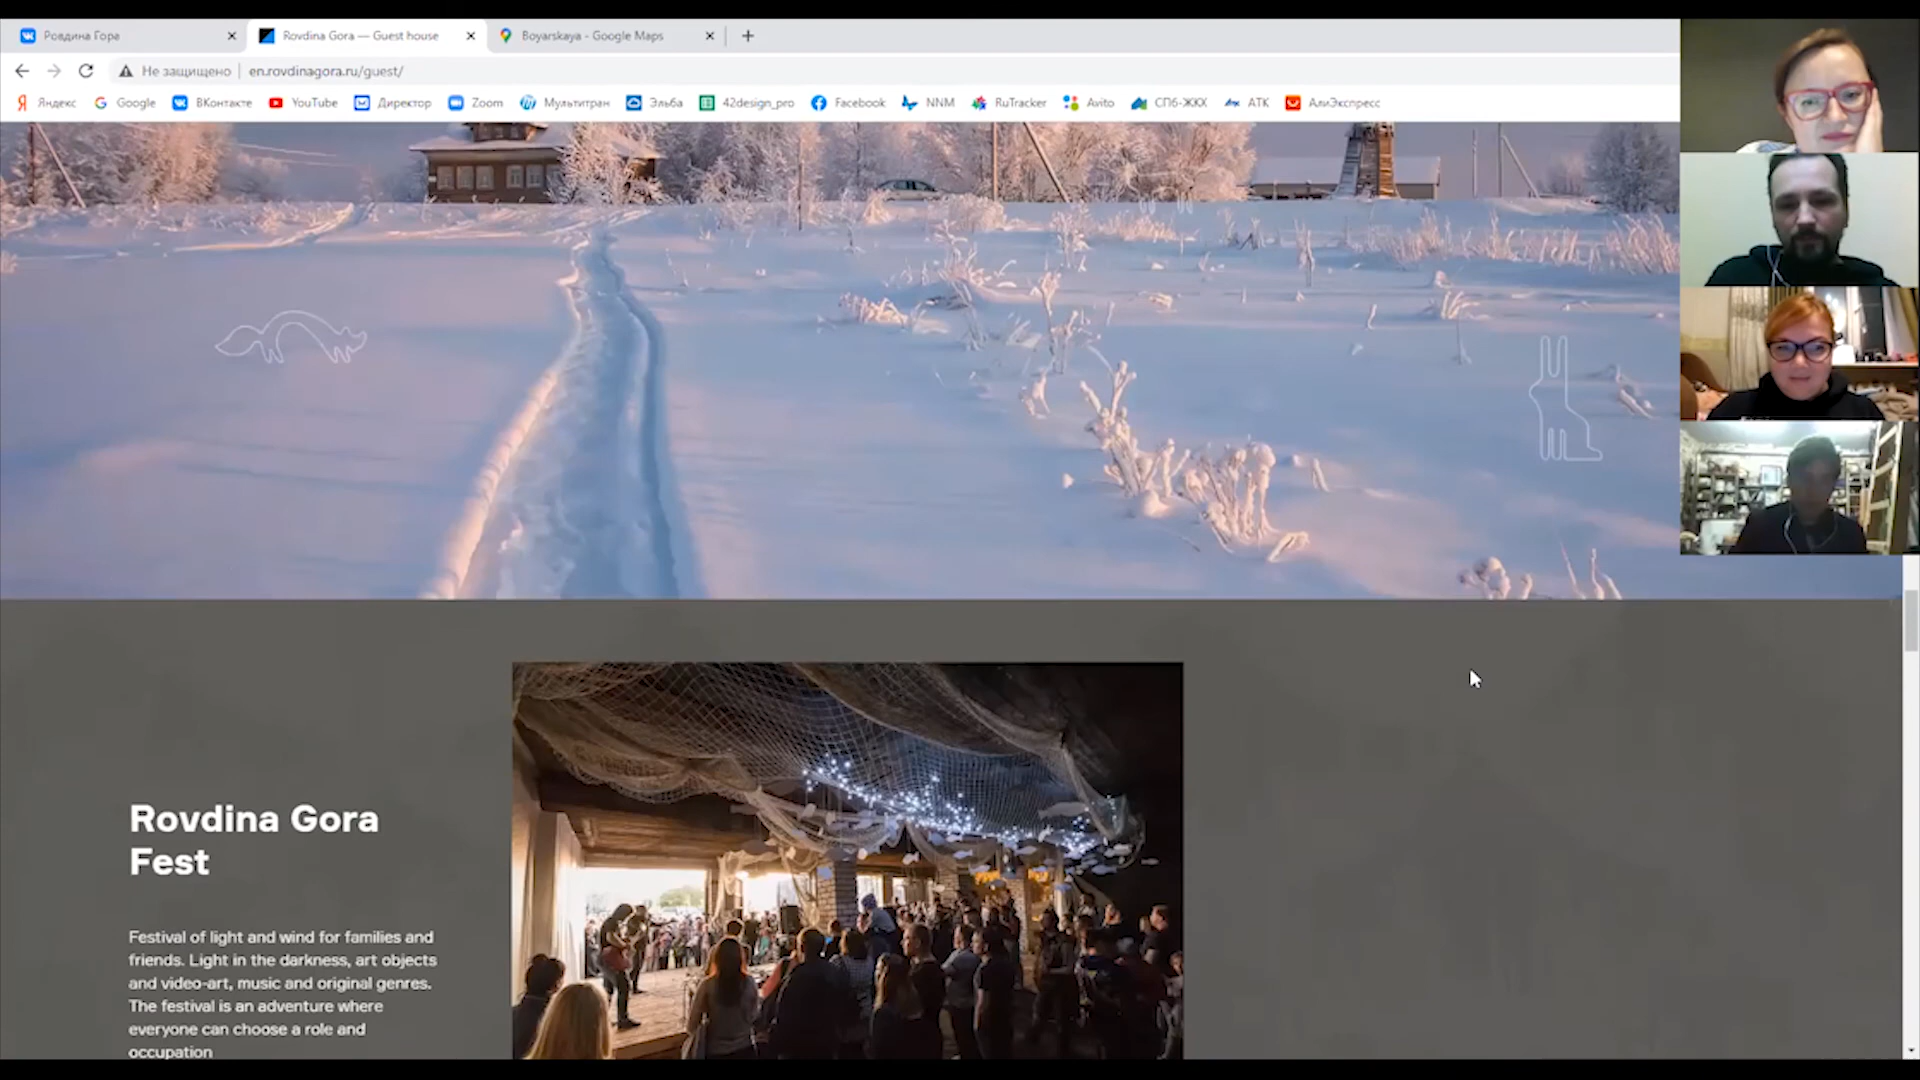 Ровдина Гора
Rovdina Gora — Guest house
Boyarskaya - Google Maps
Не защищено
en.rovdinagora.ru/guest/
Яндекс
Google
ВКонтакте
YouTube
Директор
Zoom
Мультитран
Эльба
42design_pro
Facebook
NNM
RuTracker
Avito
СПб-ЖКХ
АТК
АлиЭкспресс
Rovdina Gora
Fest
Festival of light and wind for families and
friends. Light in the darkness, art objects
and video-art, music and original genres.
The festival is an adventure where
everyone can choose a role and
occupation